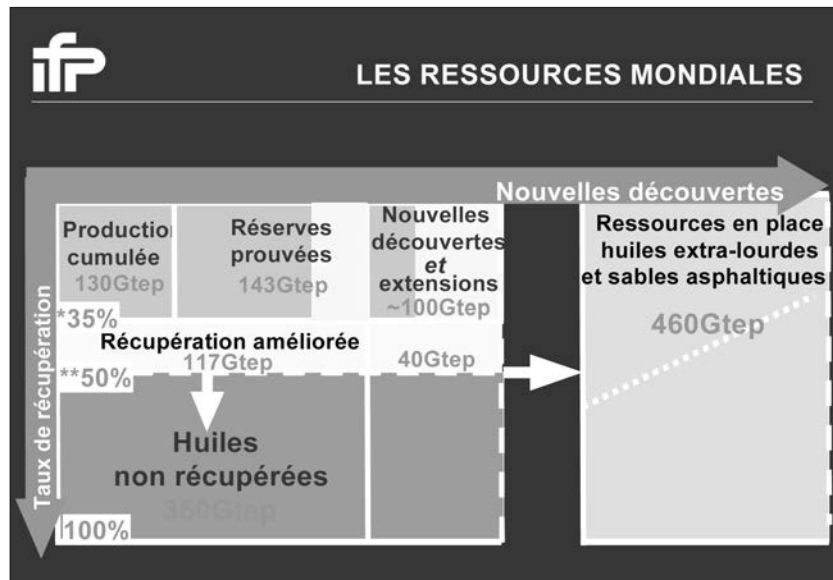 ifp
LES RESSOURCES MONDIALES
Nouvelles découvertes
Taux de récupération
Production
cumulée
130Gtep
Réserves
prouvées
143Gtep
Nouvelles
découvertes
et
extensions
~100Gtep
Ressources en place
huiles extra-lourdes
et sables asphaltiques
460Gtep
*35%
Récupération améliorée
117Gtep
40Gtep
**50%
Huiles
non récupérées
350Gtep
100%